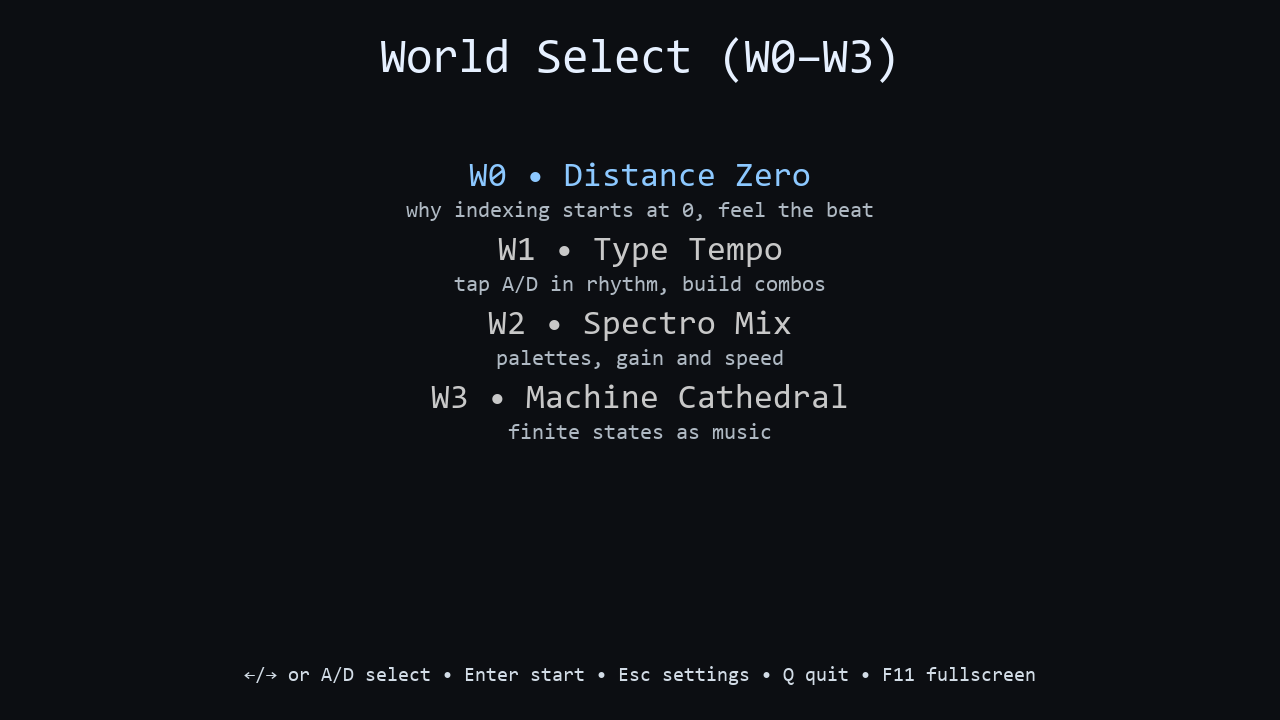 World Select (W0–W3)
W0 • Distance Zero
why indexing starts at 0, feel the beat
W1 • Type Tempo
tap A/D in rhythm, build combos
W2 • Spectro Mix
palettes, gain and speed
W3 • Machine Cathedral
finite states as music
←/→ or A/D select • Enter start • Esc settings • Q quit • F11 fullscreen